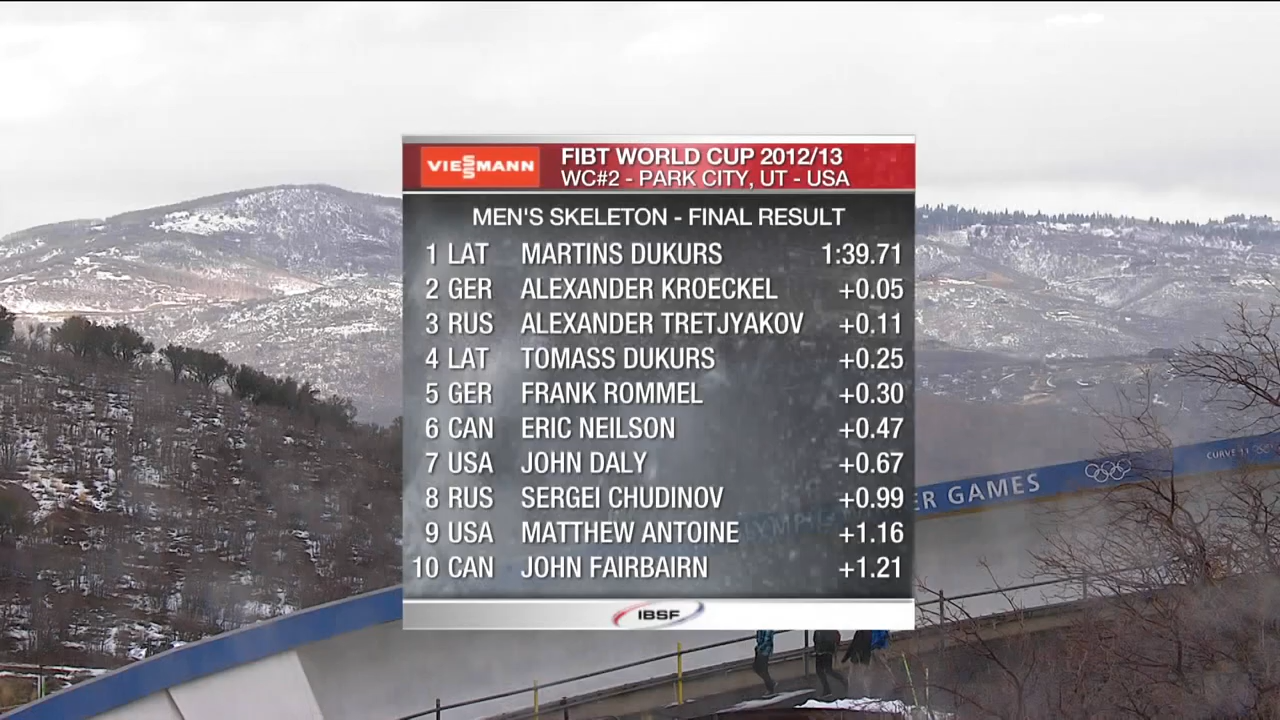 VIESSMANN
FIBT WORLD CUP 2012/13
WC#2 - PARK CITY, UT - USA
MEN'S SKELETON - FINAL RESULT
1 LAT MARTINS DUKURS 1:39.71
2 GER ALEXANDER KROECKEL +0.05
3 RUS ALEXANDER TRETJYAKOV +0.11
4 LAT TOMASS DUKURS +0.25
5 GER FRANK ROMMEL +0.30
6 CAN ERIC NEILSON +0.47
7 USA JOHN DALY +0.67
8 RUS SERGEI CHUDINOV +0.99
9 USA MATTHEW ANTOINE +1.16
10 CAN JOHN FAIRBAIRN +1.21
IBSF
ER GAMES
CURVE 11